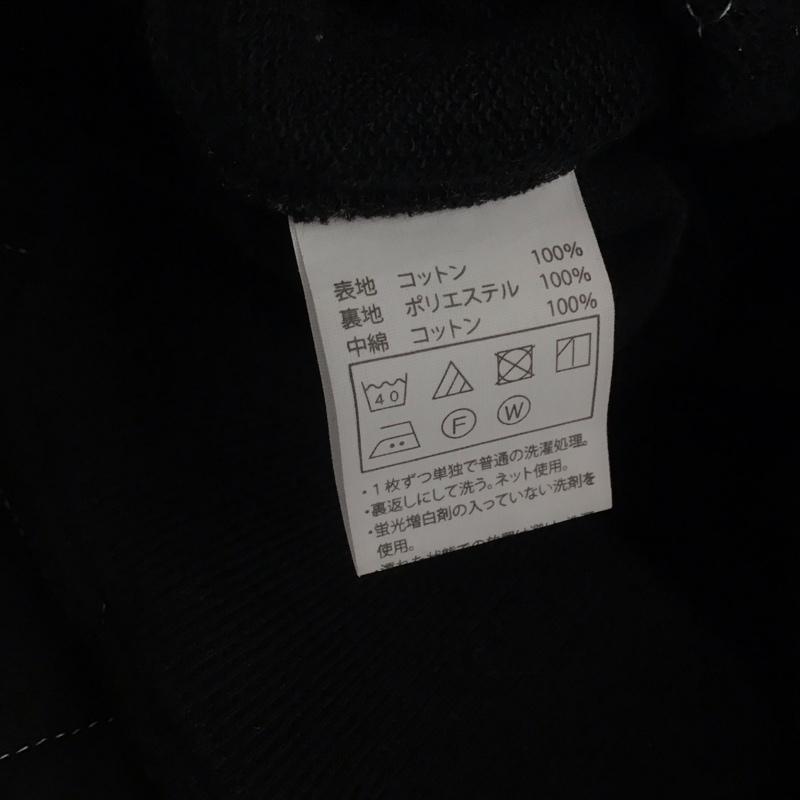 表地 コットン 100%
裏地 ポリエステル 100%
中綿 コットン 100%
40
F W
・1枚ずつ単独で普通の洗濯処理。
・裏返しにして洗う。ネット使用。
・蛍光増白剤の入っていない洗剤を
使用。